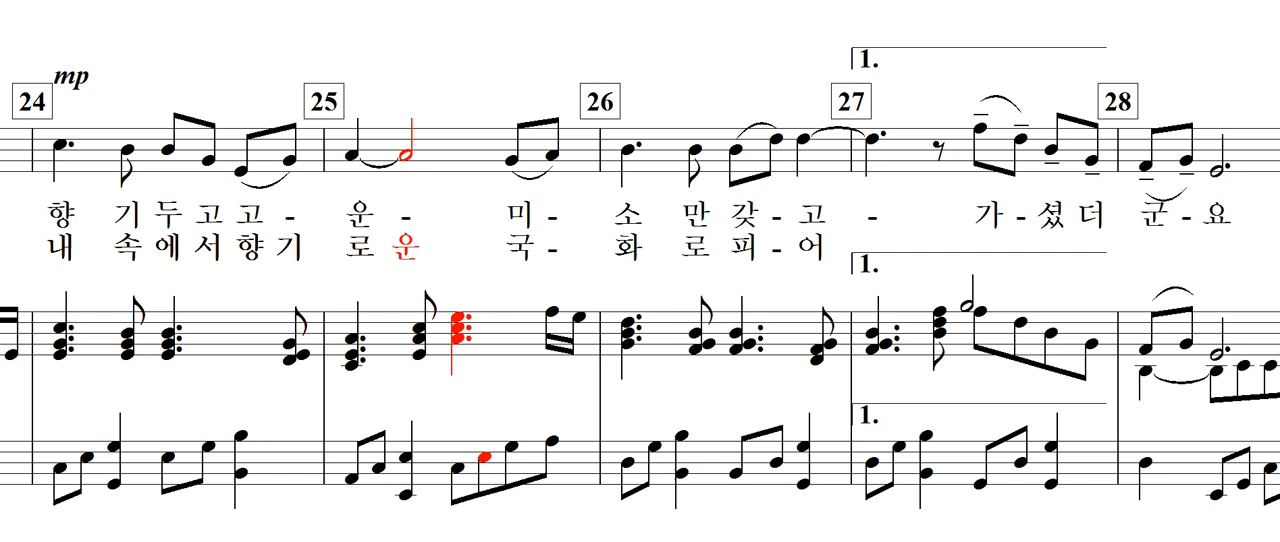 1.
mp
24 25 26 27 28
향 기 두 고 고 - 운 - 미 - 소 만 갖 - 고 - 가 - 셨 더 군 - 요
내 속 에 서 향 기 로 운 국 - 화 로 피 - 어
1.
1.